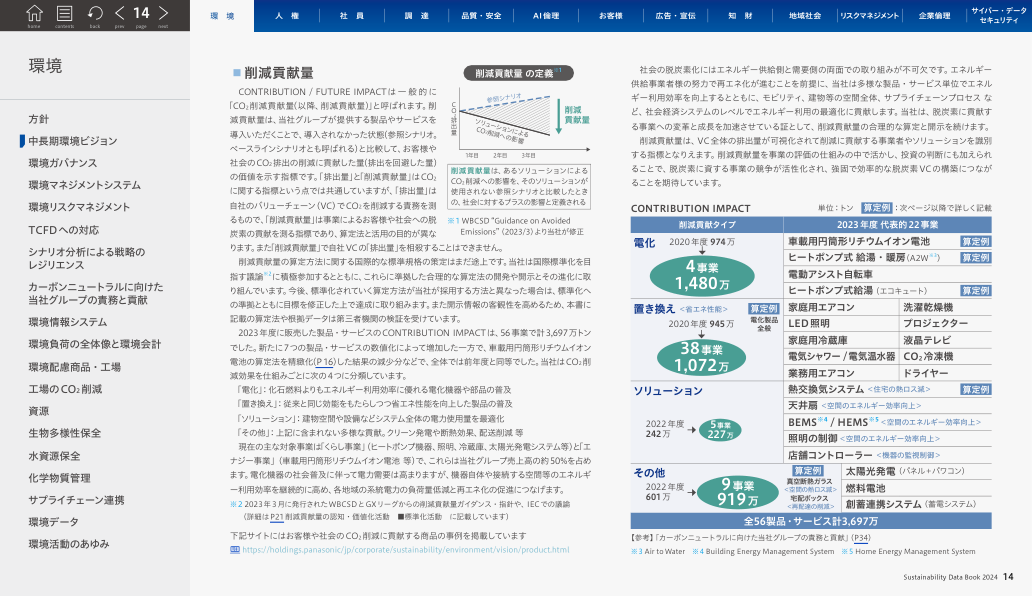 home contents back prev 14 page next
環 境 人 権 社 員 調 達 品質・安全 AI倫理 お客様 広告・宣伝 知 財 地域社会 リスクマネジメント 企業倫理 サイバー・データセキュリティ
環境
方針
中長期環境ビジョン
環境ガバナンス
環境マネジメントシステム
環境リスクマネジメント
TCFDへの対応
シナリオ分析による戦略の
レジリエンス
カーボンニュートラルに向けた
当社グループの責務と貢献
環境情報システム
環境負荷の全体像と環境会計
環境配慮商品・工場
工場のCO₂削減
資源
生物多様性保全
水資源保全
化学物質管理
サプライチェーン連携
環境データ
環境活動のあゆみ
■削減貢献量
CONTRIBUTION / FUTURE IMPACTは一般的に
「CO₂削減貢献量(以降、削減貢献量)」と呼ばれます。削
減貢献量は、当社グループが提供する製品やサービスを
導入いただくことで、導入されなかった状態(参照シナリオ。
ベースラインシナリオとも呼ばれる)と比較して、お客様や
社会のCO₂排出の削減に貢献した量(排出を回避した量)
の価値を示す指標です。「排出量」と「削減貢献量」はCO₂
に関する指標という点では共通していますが、「排出量」は
自社のバリューチェーン(VC)でCO₂を削減する責務を測
るもので、「削減貢献量」は事業によるお客様や社会への脱
炭素の貢献を測る指標であり、算定法と活用の目的が異な
ります。また「削減貢献量」で自社VCの「排出量」を相殺することはできません。
削減貢献量の算定方法に関する国際的な標準規格の策定はまだ途上です。当社は国際標準化を目
指す議論※2に積極参加するとともに、これらに準拠した合理的な算定法の開発や開示とその進化に取
り組んでいます。今後、標準化されていく算定方法が当社が採用する方法と異なった場合は、標準化へ
の準拠とともに目標を修正した上で達成に取り組みます。また開示情報の客観性を高めるため、本書に
記載の算定法や根拠データは第三者機関の検証を受けています。
2023年度に販売した製品・サービスのCONTRIBUTION IMPACTは、56事業で計3,697万トン
でした。新たに7つの製品・サービスの数値化によって増加した一方で、車載用円筒形リチウムイオン
電池の算定法を精緻化(P16)した結果の減少分などで、全体では前年度と同等でした。当社はCO₂削
減効果を仕組みごとに次の4つに分類しています。
「電化」：化石燃料よりもエネルギー利用効率に優れる電化機器や部品の普及
「置き換え」：従来と同じ効能をもたらしつつ省エネ性能を向上した製品の普及
「ソリューション」：建物空間や設備などシステム全体の電力使用量を最適化
「その他」：上記に含まれない多様な貢献。クリーン発電や断熱効果、配送削減 等
現在の主な対象事業は「くらし事業」(ヒートポンプ機器、照明、冷蔵庫、太陽光発電システム等)と「エ
ナジー事業」(車載用円筒形リチウムイオン電池 等)で、これらは当社グループ売上高の約50%を占め
ます。電化機器の社会普及に伴って電力需要は高まりますが、機器自体や接続する空間等のエネルギ
ー利用効率を継続的に高め、各地域の系統電力の負荷量低減と再エネ化の促進につなげます。
※2 2023年3月に発行されたWBCSDとGXリーグからの削減貢献量ガイダンス・指針や、IECでの議論
(詳細はP21 削減貢献量の認知・価値化活動 ■標準化活動 に記載しています)
下記サイトにはお客様や社会のCO₂削減に貢献する商品の事例を掲載しています
https://holdings.panasonic/jp/corporate/sustainability/environment/vision/product.html
削減貢献量 の定義※1
CO₂排出量
参照シナリオ
ソリューションによる
CO₂削減への影響
削減
貢献量
1年目 2年目 3年目
削減貢献量は、あるソリューションによる
CO₂削減への影響を、そのソリューションが
使用されない参照シナリオと比較したとき
の、社会に対するプラスの影響と定義される
※1 WBCSD “Guidance on Avoided
Emissions” (2023/3)より当社が修正
社会の脱炭素化にはエネルギー供給側と需要側の両面での取り組みが不可欠です。エネルギー
供給事業者様の努力で再エネ化が進むことを前提に、当社は多様な製品・サービス単位でエネル
ギー利用効率を向上するとともに、モビリティ、建物等の空間全体、サプライチェーンプロセス な
ど、社会経済システムのレベルでエネルギー利用の最適化に貢献します。当社は、脱炭素に貢献す
る事業への変革と成長を加速させている証として、削減貢献量の合理的な算定と開示を続けます。
削減貢献量は、VC全体の排出量が可視化されて削減に貢献する事業者やソリューションを識別
する指標となりえます。削減貢献量を事業の評価の仕組みの中で活かし、投資の判断にも加えられ
ることで、脱炭素に資する事業の競争が活性化され、強固で効率的な脱炭素VCの構築につなが
ることを期待しています。
CONTRIBUTION IMPACT 単位：トン 算定例：次ページ以降で詳しく記載
削減貢献タイプ 2023年度 代表的22事業
電化 2020年度 974万
4事業
1,480万
車載用円筒形リチウムイオン電池 算定例
ヒートポンプ式 給湯・暖房(A2W※3) 算定例
電動アシスト自転車
ヒートポンプ式給湯 (エコキュート) 算定例
置き換え <省エネ性能> 算定例
電化製品
全般
2020年度 945万
38事業
1,072万
家庭用エアコン 洗濯乾燥機
LED照明 プロジェクター
家庭用冷蔵庫 液晶テレビ
電気シャワー/電気温水器 CO₂冷凍機
業務用エアコン ドライヤー
ソリューション
2022年度
242万
5事業
227万
熱交換気システム <住宅の熱ロス減> 算定例
天井扇 <空間のエネルギー効率向上>
BEMS※4 / HEMS※5 <空間のエネルギー効率向上>
照明の制御 <空間のエネルギー効率向上>
店舗コントローラー <機器の監視制御>
その他
2022年度
601万
9事業
919万
算定例
真空断熱ガラス
<空間の熱ロス減>
宅配ボックス
<再配達の削減>
太陽光発電 (パネル+パワコン)
燃料電池
創蓄連携システム (蓄電システム)
全56製品・サービス計3,697万
【参考】「カーボンニュートラルに向けた当社グループの責務と貢献」(P34)
※3 Air to Water ※4 Building Energy Management System ※5 Home Energy Management System
Sustainability Data Book 2024 14